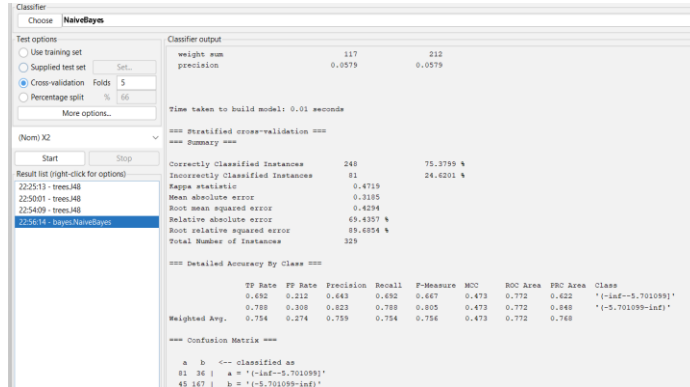 Classifier
Choose NaiveBayes
Test options
Use training set
Supplied test set Set...
Cross-validation Folds 5
Percentage split % 66
More options...
(Nom) X2
Start Stop
Result list (right-click for options)
22:25:13 - trees.J48
22:50:01 - trees.J48
22:54:09 - trees.J48
22:56:14 - bayes.NaiveBayes
Classifier output
weight sum 117 212
precision 0.0579 0.0579
Time taken to build model: 0.01 seconds
=== Stratified cross-validation ===
=== Summary ===
Correctly Classified Instances 248 75.3799 %
Incorrectly Classified Instances 81 24.6201 %
Kappa statistic 0.4719
Mean absolute error 0.3185
Root mean squared error 0.4294
Relative absolute error 69.4357 %
Root relative squared error 89.6854 %
Total Number of Instances 329
=== Detailed Accuracy By Class ===
TP Rate FP Rate Precision Recall F-Measure MCC ROC Area PRC Area Class
0.692 0.212 0.643 0.692 0.667 0.473 0.772 0.622 '(-inf--5.701099]'
0.788 0.308 0.823 0.788 0.805 0.473 0.772 0.848 '(-5.701099-inf)'
Weighted Avg. 0.754 0.274 0.759 0.754 0.756 0.473 0.772 0.768
=== Confusion Matrix ===
a b <-- classified as
81 36 | a = '(-inf--5.701099]'
45 167 | b = '(-5.701099-inf)'